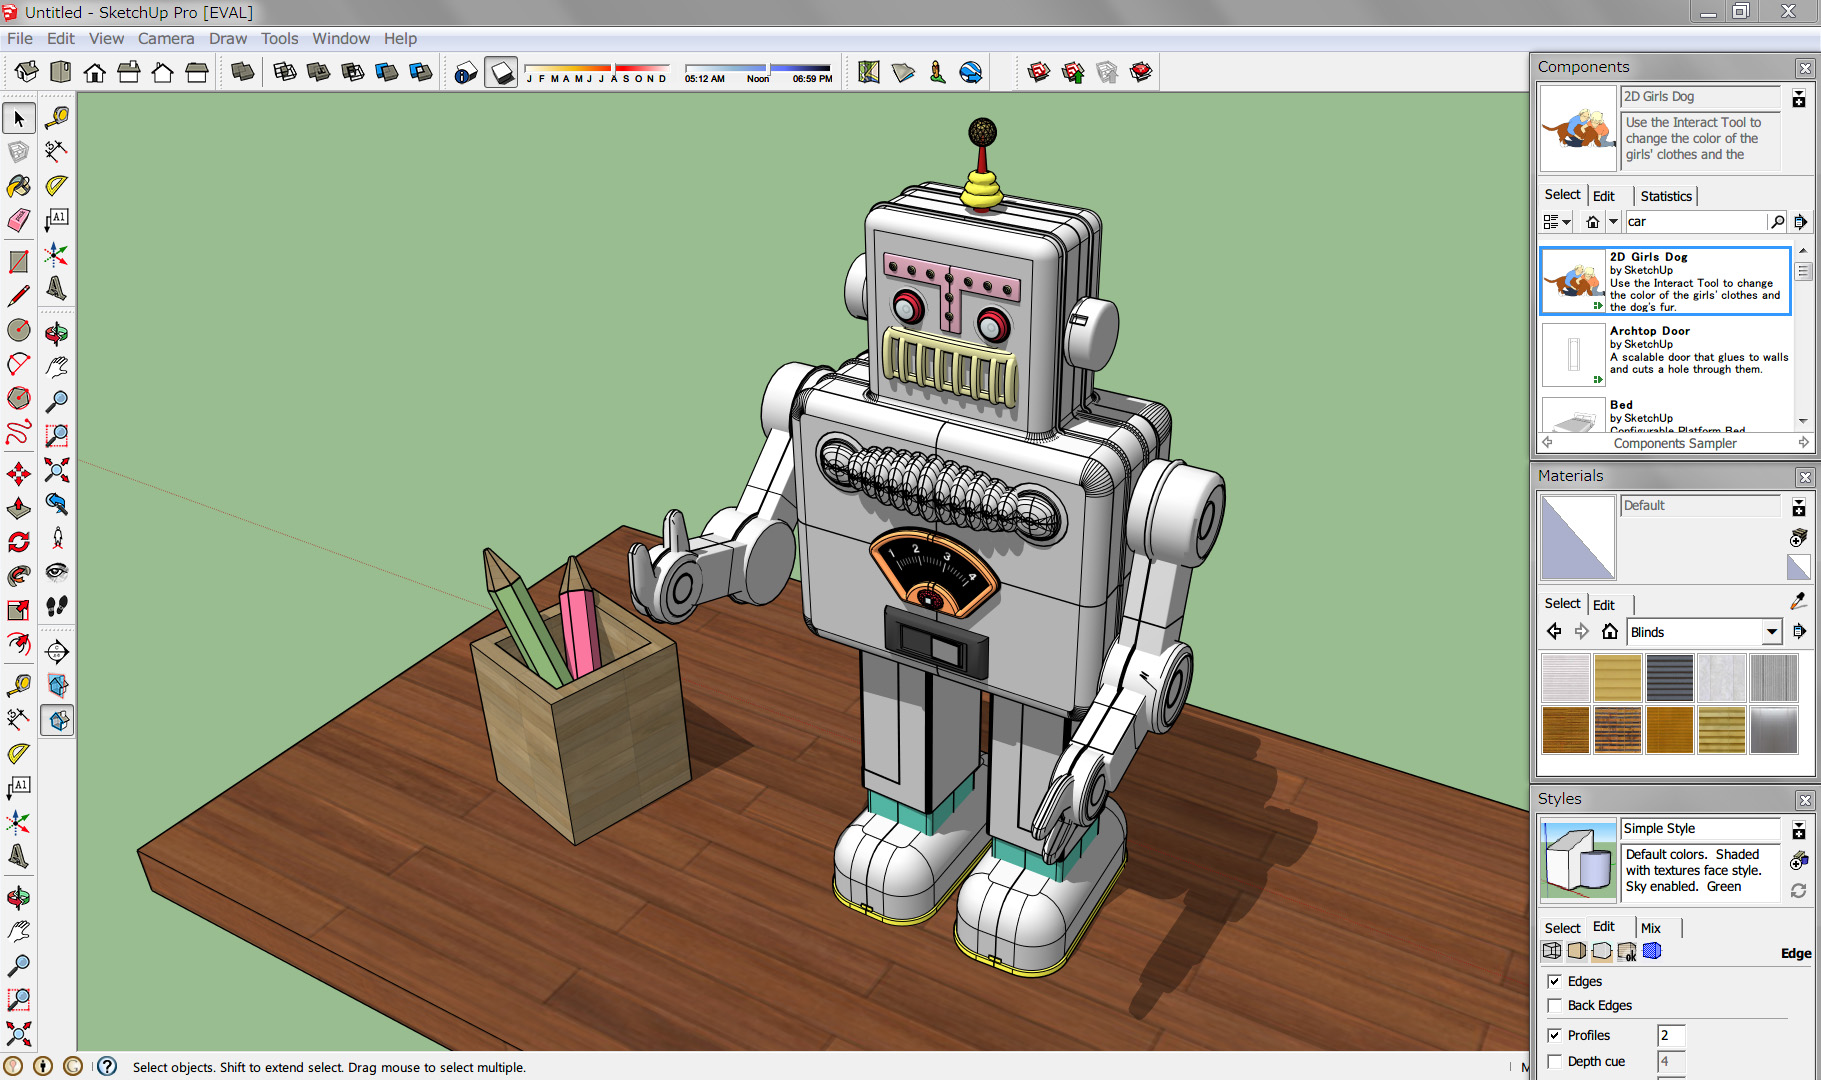 Untitled - SketchUp Pro [EVAL]
File Edit View Camera Draw Tools Window Help
J F M A M J J A S O N D
05:12 AM Noon 06:59 PM
A1
A1
1 2 3 4
Components
2D Girls Dog
Use the Interact Tool to
change the color of the
girls' clothes and the
Select Edit Statistics
car
2D Girls Dog
by SketchUp
Use the Interact Tool to change
the color of the girls' clothes and
the dog's fur.
Archtop Door
by SketchUp
A scalable door that glues to walls
and cuts a hole through them.
Bed
by SketchUp
Configurable Platform Bed
Components Sampler
Materials
Default
Select Edit
Blinds
Styles
Simple Style
Default colors. Shaded
with textures face style.
Sky enabled. Green
Select Edit Mix
Edge
Edges
Back Edges
Profiles 2
Depth cue 4
Select objects. Shift to extend select. Drag mouse to select multiple.